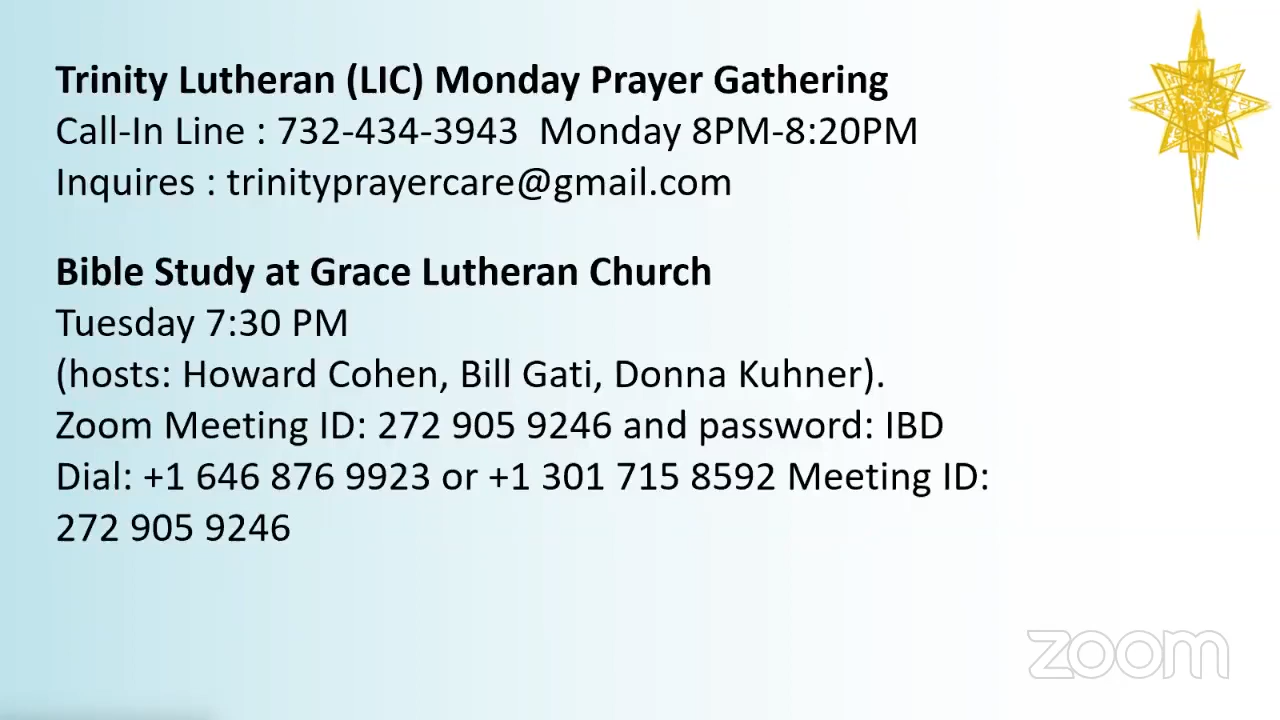 Trinity Lutheran (LIC) Monday Prayer Gathering
Call-In Line : 732-434-3943  Monday 8PM-8:20PM
Inquires : trinityprayercare@gmail.com
Bible Study at Grace Lutheran Church
Tuesday 7:30 PM
(hosts: Howard Cohen, Bill Gati, Donna Kuhner).
Zoom Meeting ID: 272 905 9246 and password: IBD
Dial: +1 646 876 9923 or +1 301 715 8592 Meeting ID:
272 905 9246
zoom